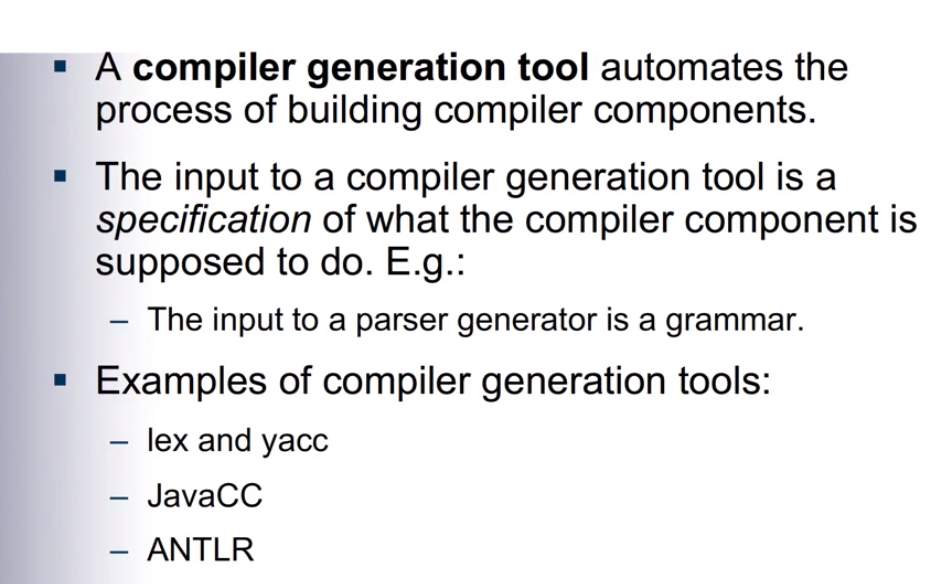 ▪ A compiler generation tool automates the
process of building compiler components.
▪ The input to a compiler generation tool is a
specification of what the compiler component is
supposed to do. E.g.:
– The input to a parser generator is a grammar.
▪ Examples of compiler generation tools:
– lex and yacc
– JavaCC
– ANTLR